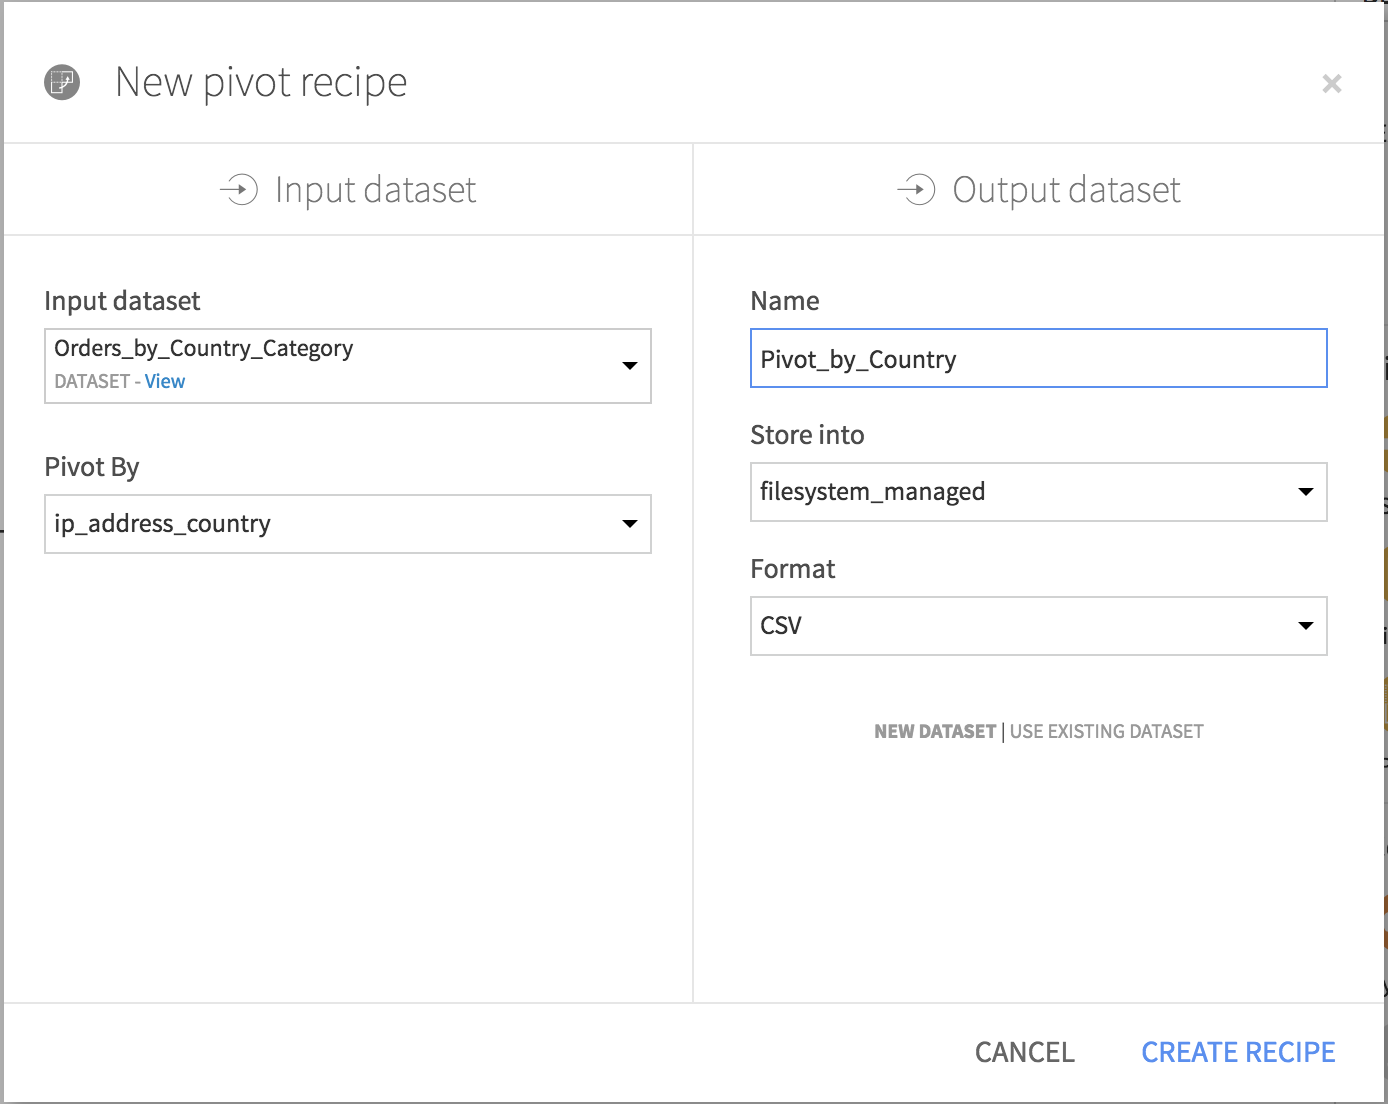 New pivot recipe
×
Input dataset
Output dataset
Input dataset
Orders_by_Country_Category
DATASET - View
Pivot By
ip_address_country
Name
Pivot_by_Country
Store into
filesystem_managed
Format
CSV
NEW DATASET | USE EXISTING DATASET
CANCEL
CREATE RECIPE